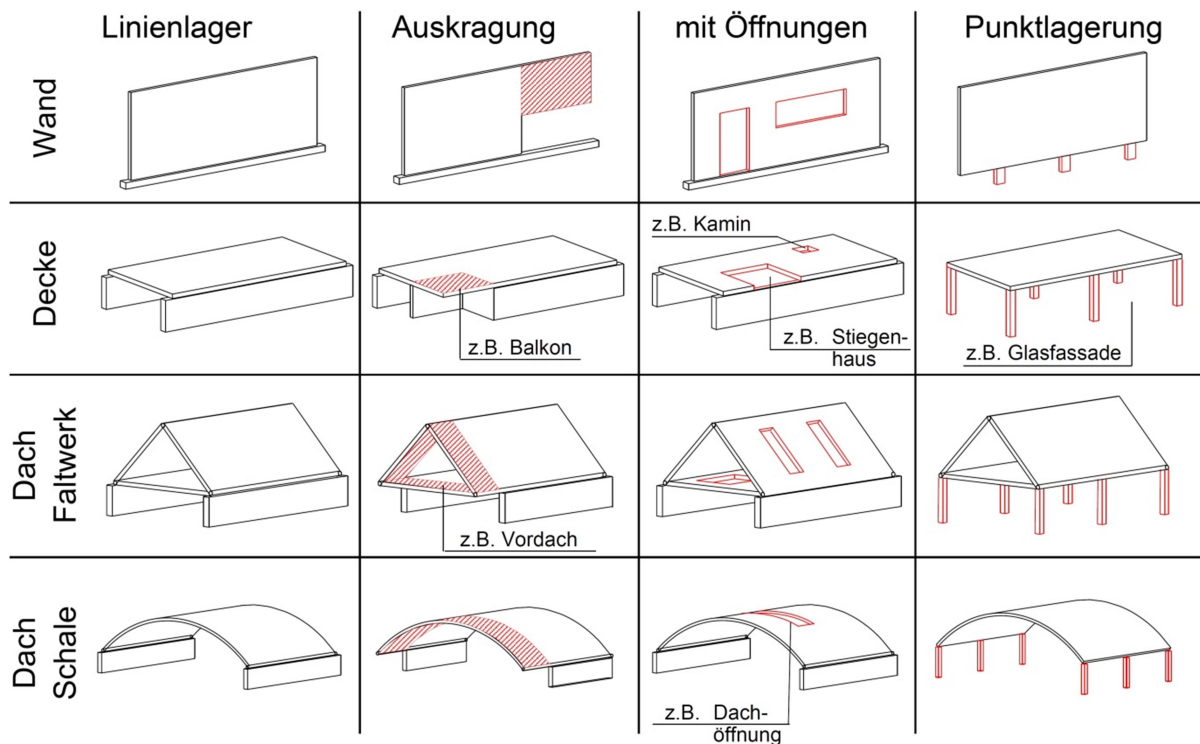 Linienlager
Auskragung
mit Öffnungen
Punktlagerung
Wand
Decke
z.B. Balkon
z.B. Kamin
z.B. Stiegen-
haus
z.B. Glasfassade
Dach
Faltwerk
z.B. Vordach
Dach
Schale
z.B. Dach-
öffnung